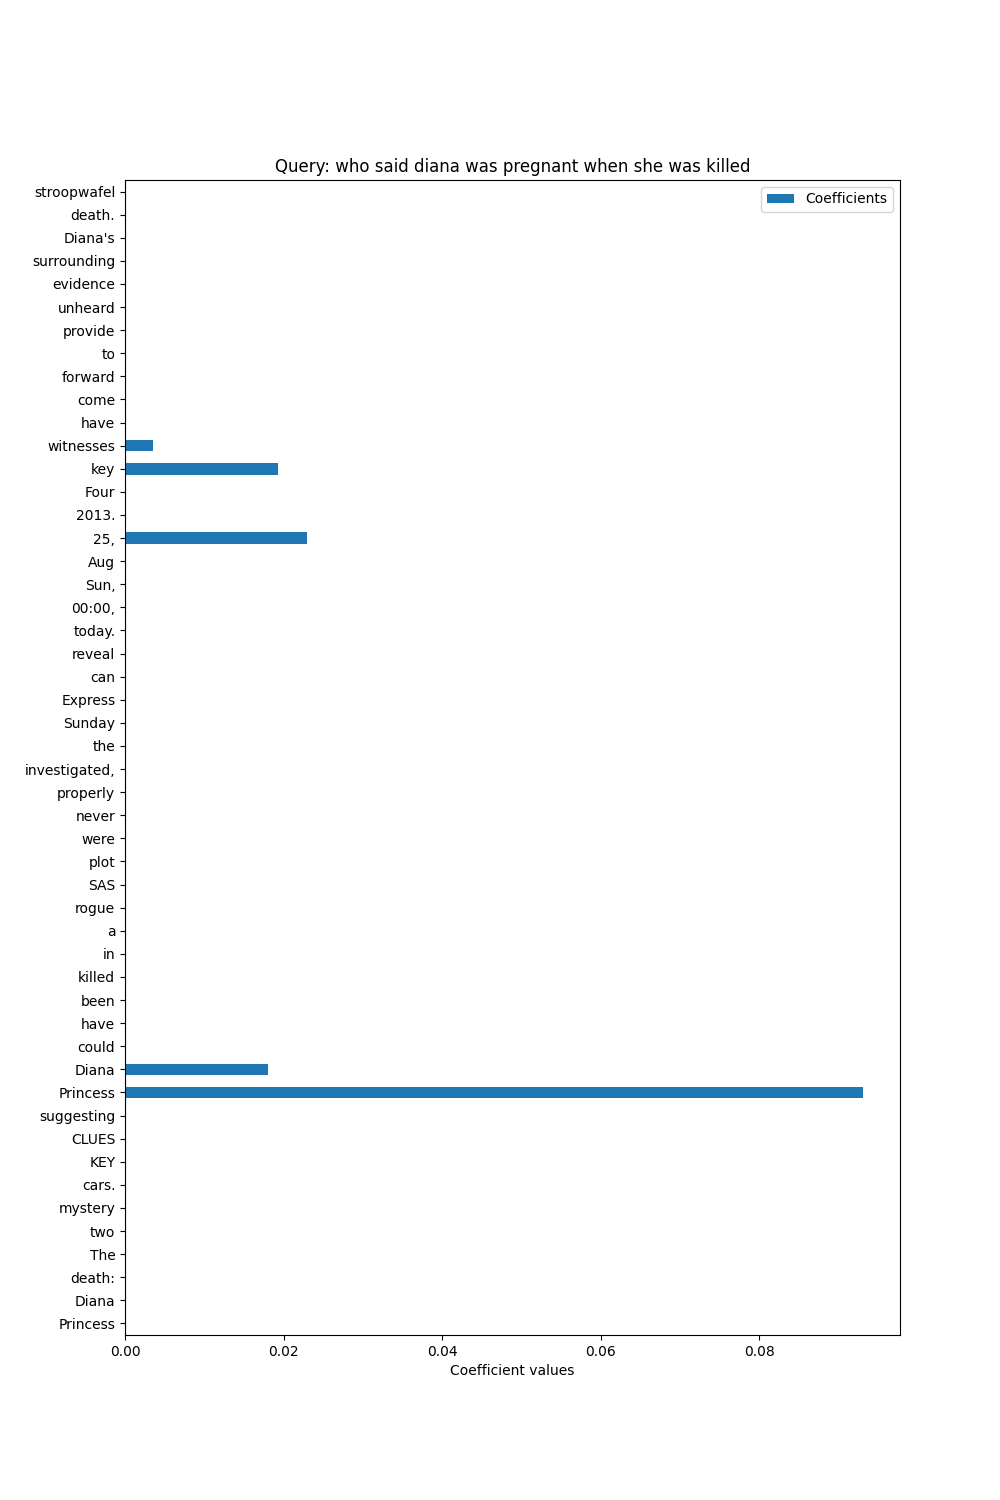 Query: who said diana was pregnant when she was killed
Coefficients
stroopwafel
death.
Diana's
surrounding
evidence
unheard
provide
to
forward
come
have
witnesses
key
Four
2013.
25,
Aug
Sun,
00:00,
today.
reveal
can
Express
Sunday
the
investigated,
properly
never
were
plot
SAS
rogue
a
in
killed
been
have
could
Diana
Princess
suggesting
CLUES
KEY
cars.
mystery
two
The
death:
Diana
Princess
0.00 0.02 0.04 0.06 0.08
Coefficient values